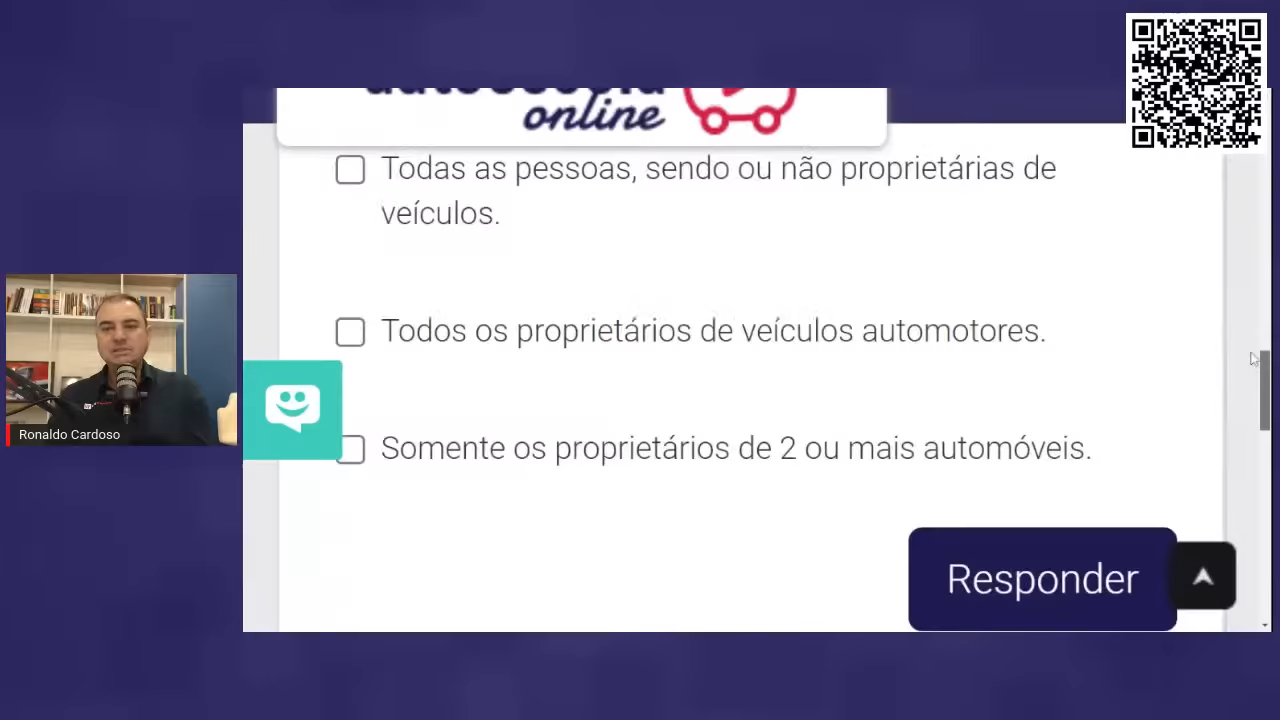 online
Todas as pessoas, sendo ou não proprietárias de
veículos.
Todos os proprietários de veículos automotores.
Somente os proprietários de 2 ou mais automóveis.
Ronaldo Cardoso
Responder